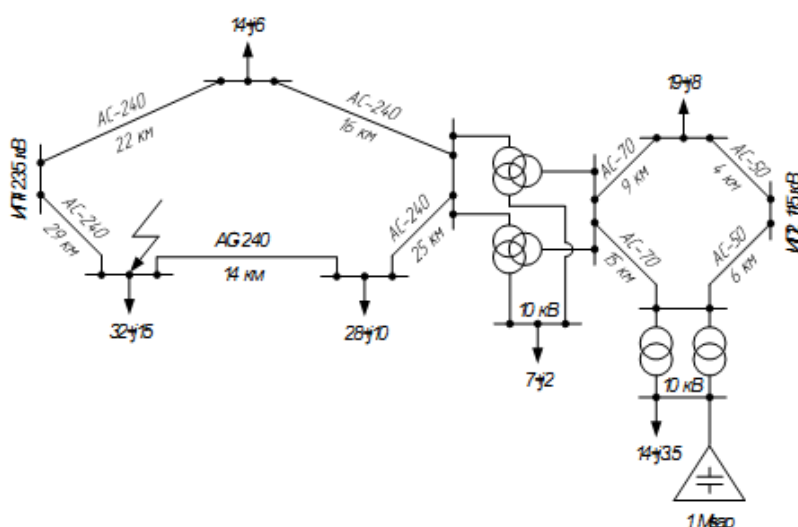 14+j6
19+j8
АС-240
22 км
АС-240
16 км
АС-70
9 км
АС-50
4 км
ИП1 235 кВ
АС-240
29 км
АС-240
14 км
АС-240
25 км
АС-70
15 км
АС-50
6 км
ИП2 115 кВ
32+j15
28+j10
10 кВ
7+j2
10 кВ
14+j3.5
1 Мвар